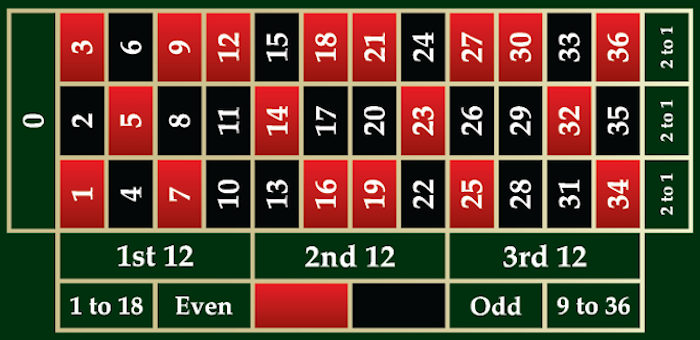 0
3 6 9 12 15 18 21 24 27 30 33 36 2 to 1
2 5 8 11 14 17 20 23 26 29 32 35 2 to 1
1 4 7 10 13 16 19 22 25 28 31 34 2 to 1
1st 12 2nd 12 3rd 12
1 to 18 Even Odd 9 to 36